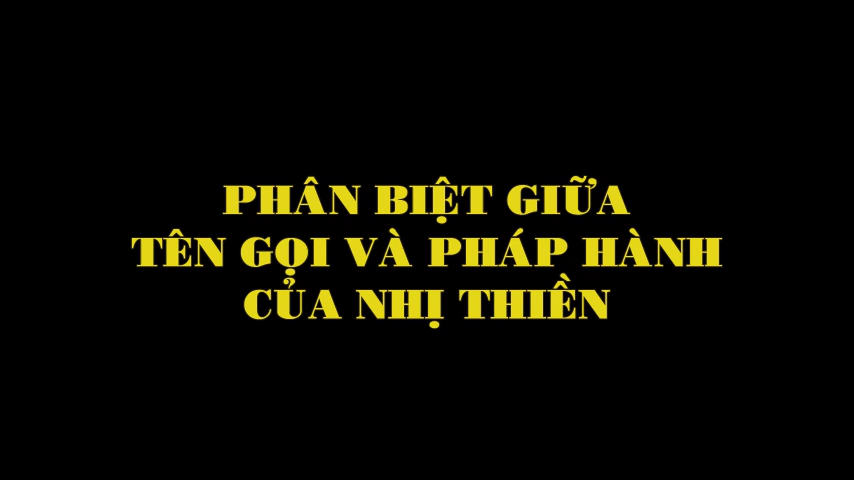 PHÂN BIỆT GIỮA
TÊN GỌI VÀ PHÁP HÀNH
CỦA NHỊ THIỀN